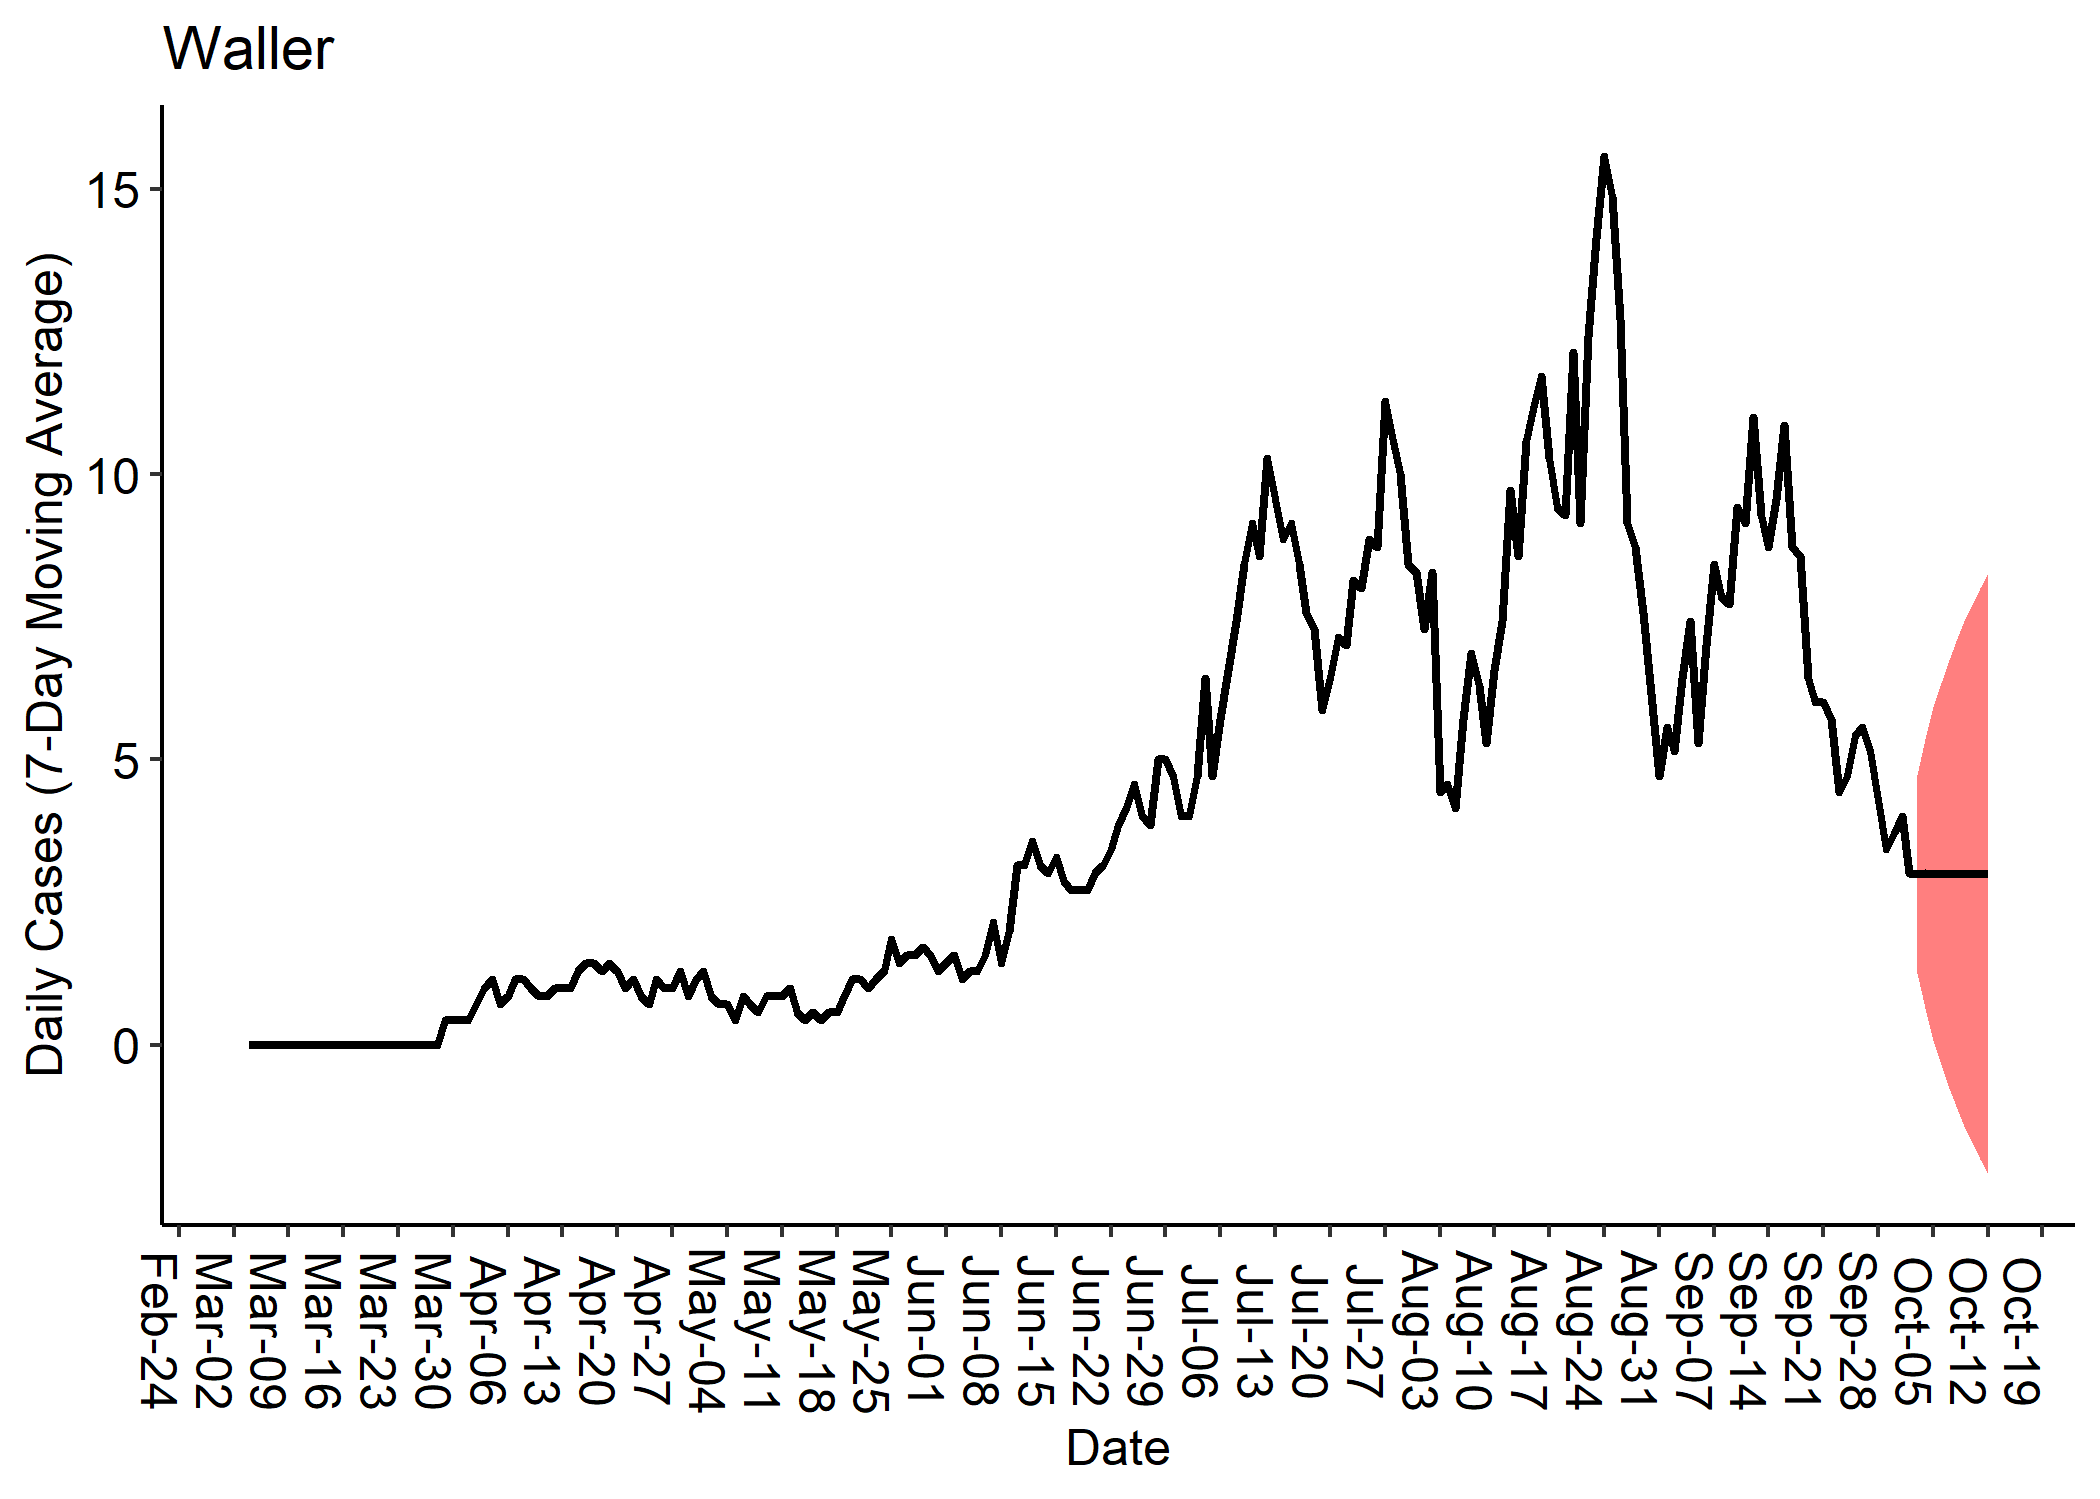 Waller
Daily Cases (7-Day Moving Average)
15
10
5
0
Feb-24
Mar-02
Mar-09
Mar-16
Mar-23
Mar-30
Apr-06
Apr-13
Apr-20
Apr-27
May-04
May-11
May-18
May-25
Jun-01
Jun-08
Jun-15
Jun-22
Jun-29
Jul-06
Jul-13
Jul-20
Jul-27
Aug-03
Aug-10
Aug-17
Aug-24
Aug-31
Sep-07
Sep-14
Sep-21
Sep-28
Oct-05
Oct-12
Oct-19
Date